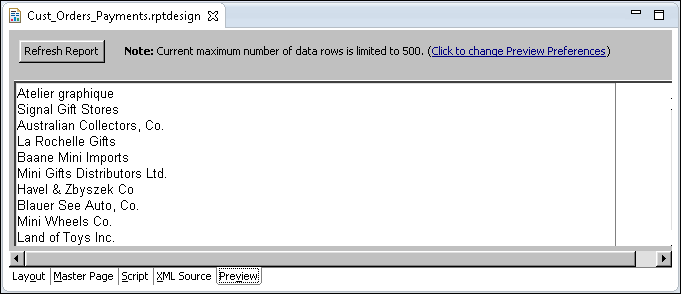 Cust_Orders_Payments.rptdesign
Refresh Report
Note: Current maximum number of data rows is limited to 500. (Click to change Preview Preferences)
Atelier graphique
Signal Gift Stores
Australian Collectors, Co.
La Rochelle Gifts
Baane Mini Imports
Mini Gifts Distributors Ltd.
Havel & Zbyszek Co
Blauer See Auto, Co.
Mini Wheels Co.
Land of Toys Inc.
Layout Master Page Script XML Source Preview